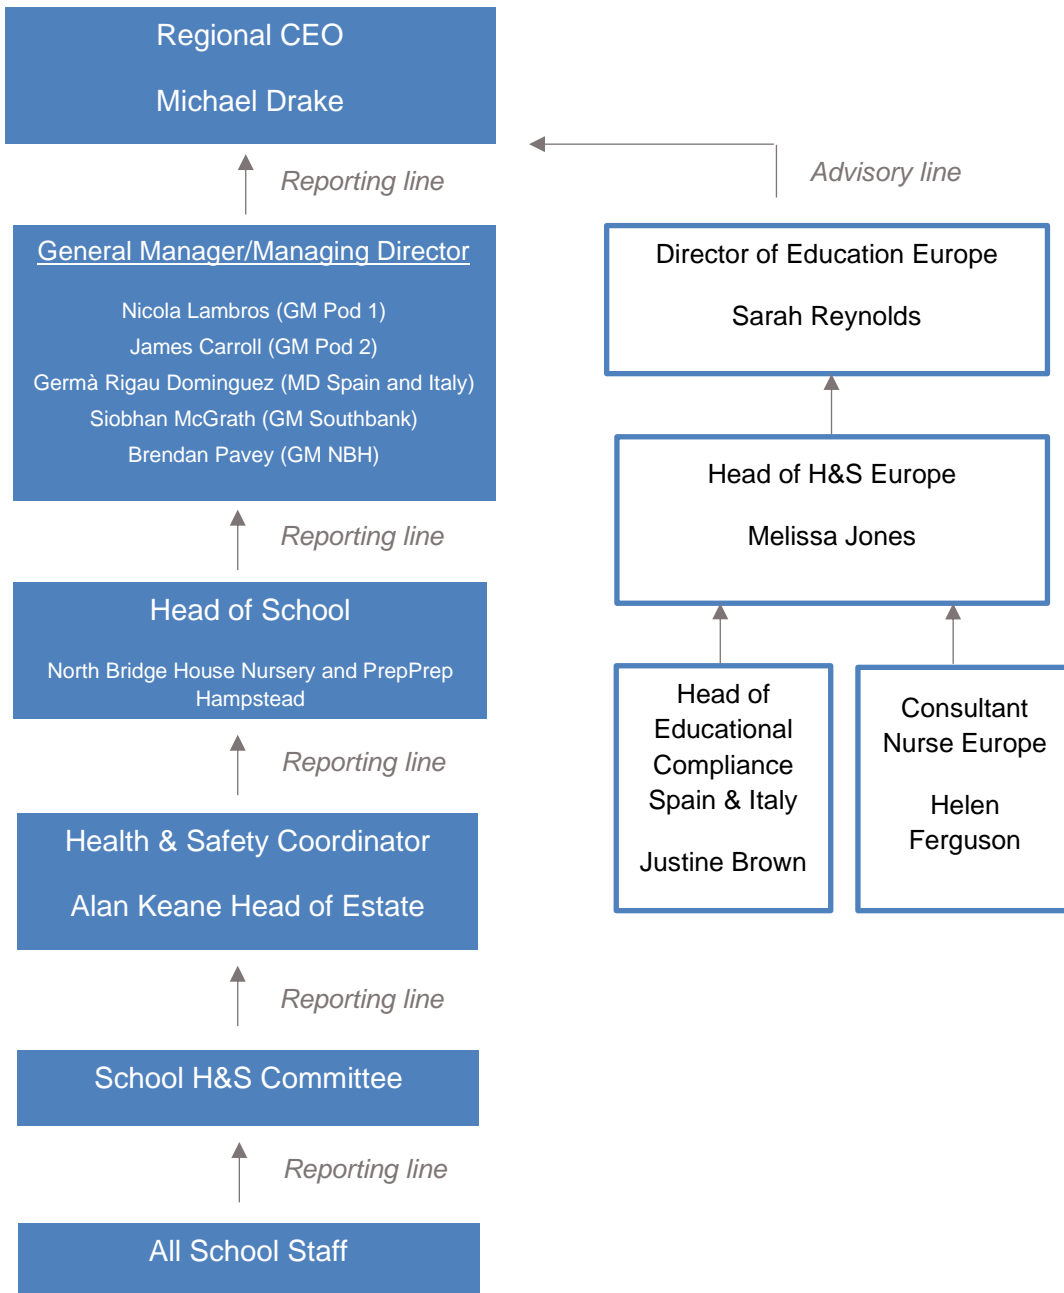 Regional CEO
Michael Drake
Reporting line
General Manager/Managing Director
Nicola Lambros (GM Pod 1)
James Carroll (GM Pod 2)
Germà Rigau Dominguez (MD Spain and Italy)
Siobhan McGrath (GM Southbank)
Brendan Pavey (GM NBH)
Reporting line
Head of School
North Bridge House Nursery and PrepPrep
Hampstead
Reporting line
Health & Safety Coordinator
Alan Keane Head of Estate
Reporting line
School H&S Committee
Reporting line
All School Staff
Advisory line
Director of Education Europe
Sarah Reynolds
Head of H&S Europe
Melissa Jones
Head of
Educational
Compliance
Spain & Italy
Justine Brown
Consultant
Nurse Europe
Helen
Ferguson